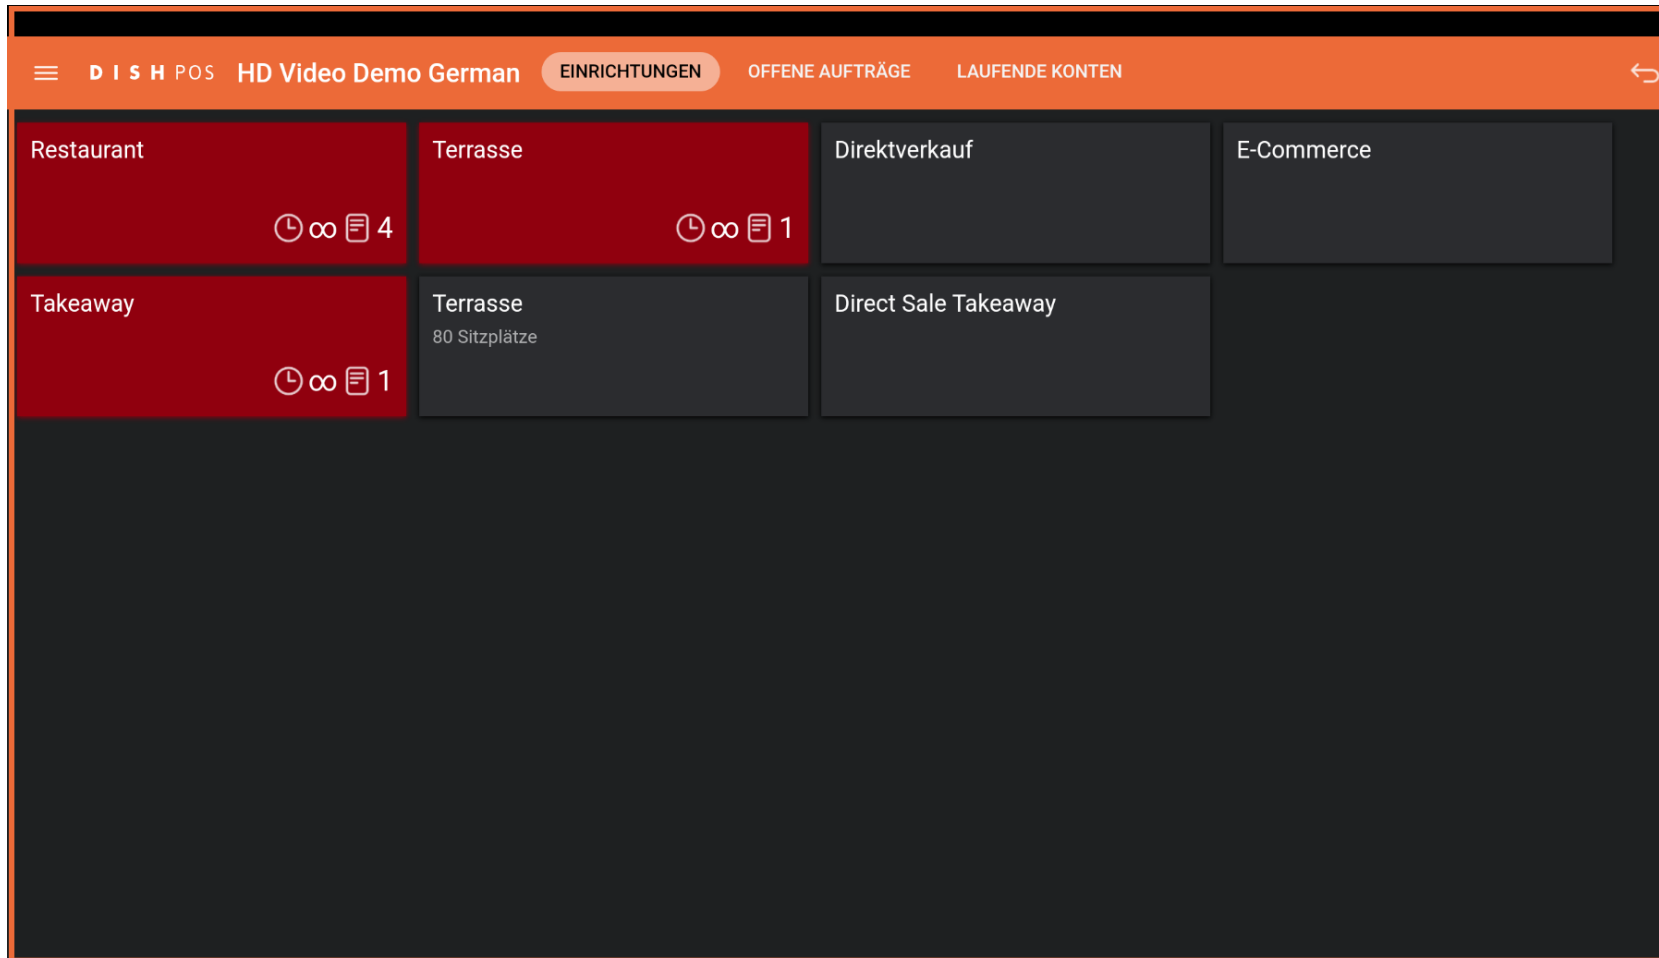 DISH POS HD Video Demo German EINRICHTUNGEN OFFENE AUFTRÄGE LAUFENDE KONTEN
Restaurant
∞ 4
Terrasse
∞ 1
Direktverkauf
E-Commerce
Takeaway
∞ 1
Terrasse
80 Sitzplätze
Direct Sale Takeaway